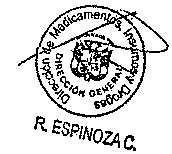 Dirección de Medicamentos, Insumos y Drogas
DIRECCIÓN GENERAL
R. ESPINOZA C.